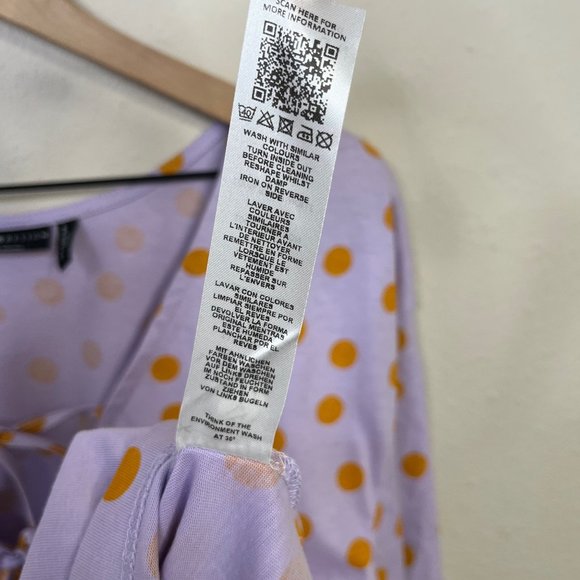 SCAN HERE FOR
MORE INFORMATION
40
WASH WITH SIMILAR
COLOURS
TURN INSIDE OUT
BEFORE CLEANING
RESHAPE WHILST
DAMP
IRON ON REVERSE
SIDE
LAVER AVEC
COULEURS
SIMILAIRES
TOURNER A
L'INTERIEUR AVANT
DE NETTOYER
REMETTRE EN FORME
LORSQUE LE
VETEMENT EST
HUMIDE
REPASSER SUR
L'ENVERS
LAVAR CON COLORES
SIMILARES
LIMPIAR SIEMPRE POR
EL REVES
DEVOLVER LA FORMA
ORIGINAL MIENTRAS
ESTE HUMEDA
PLANCHAR POR EL
REVES
MIT AHNLICHEN
FARBEN WASCHEN
VOR DEM WASCHEN
AUF LINKS DREHEN
IM NOCH FEUCHTEN
ZUSTAND IN FORM
ZIEHEN
VON LINKS BUGELN
THINK OF THE
ENVIRONMENT WASH
AT 30°